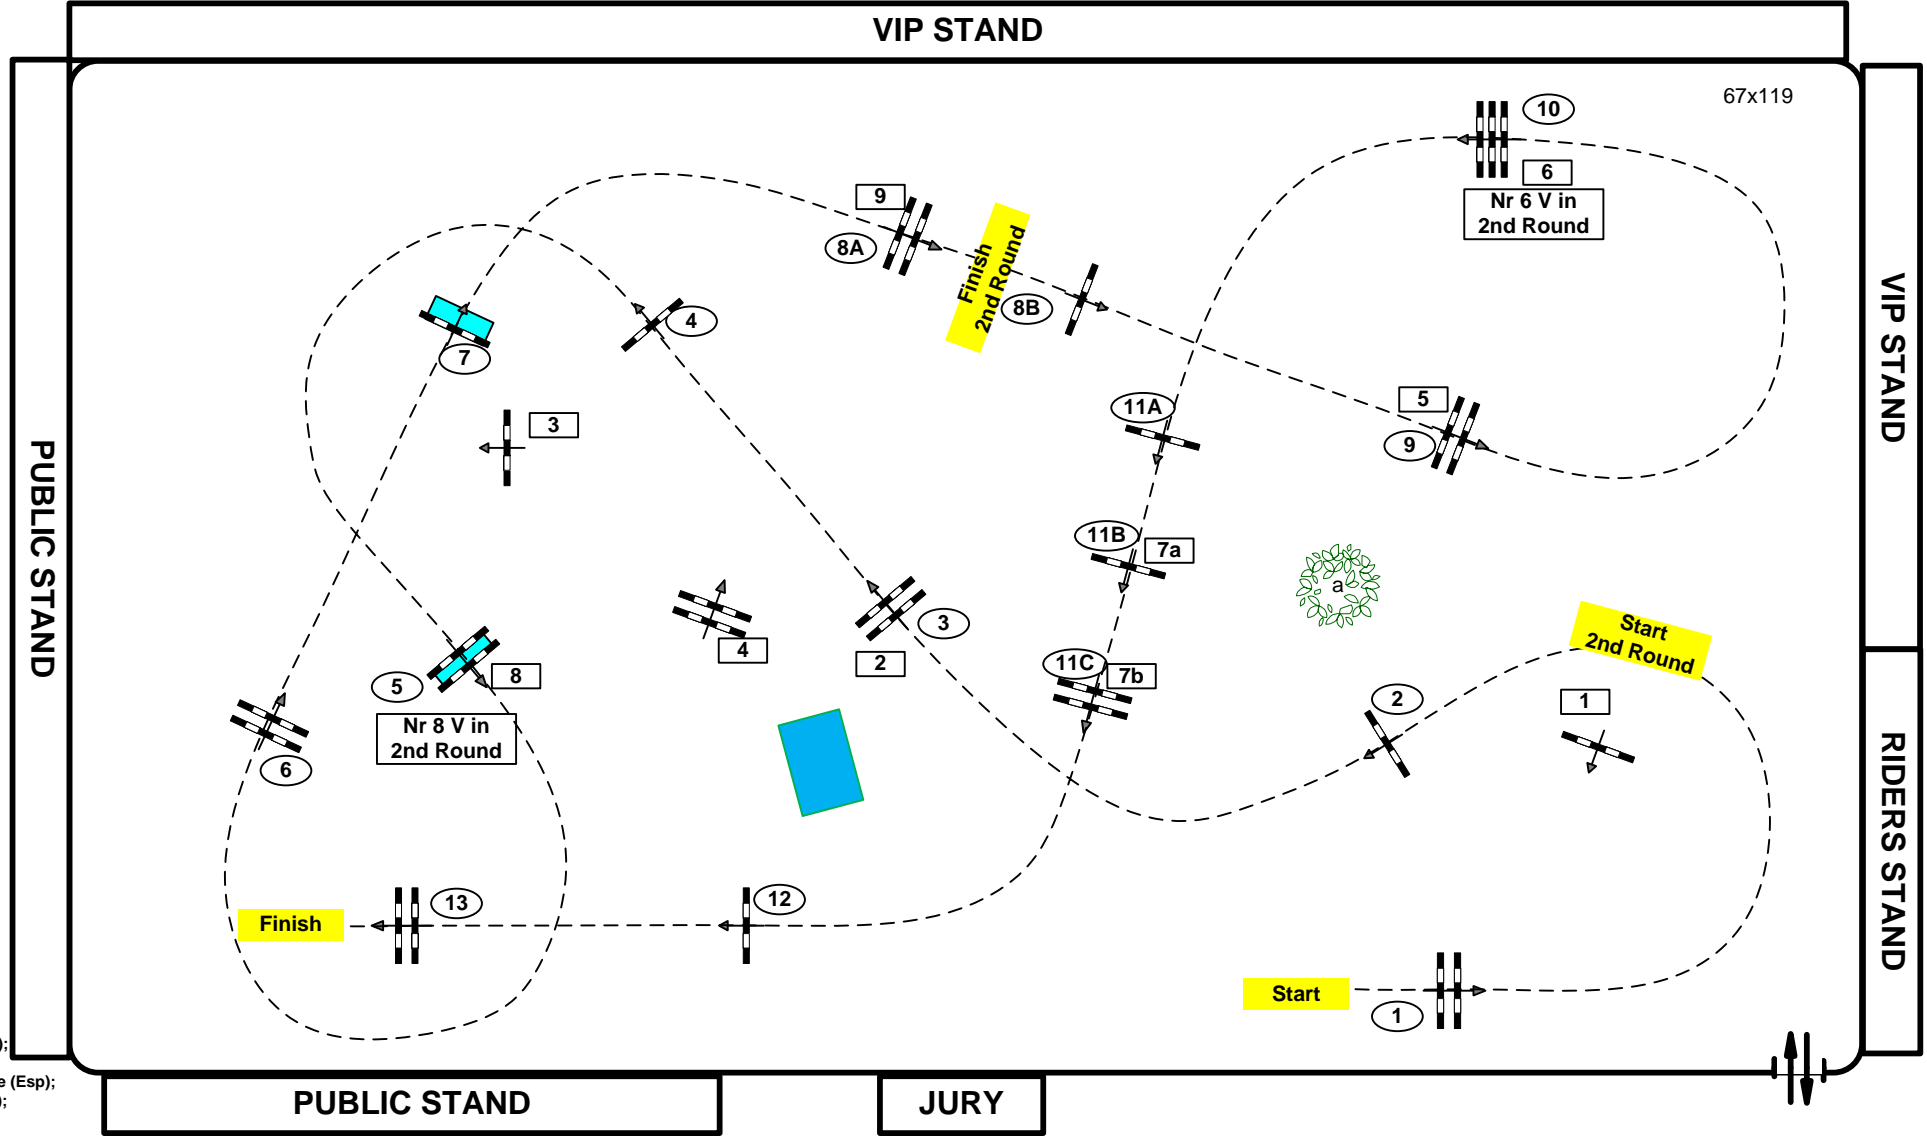 VIP STAND
67x119
10
6
Nr 6 V in
2nd Round
9
8A
Finish
2nd Round
8B
7
4
3
11A
5
9
VIP STAND
PUBLIC STAND
11B
7a
a
3
2
4
11C
7b
5
8
Nr 8 V in
2nd Round
6
2
Start
2nd Round
1
RIDERS STAND
13
12
Finish
Start
1
);
e (Esp);
);
PUBLIC STAND
JURY